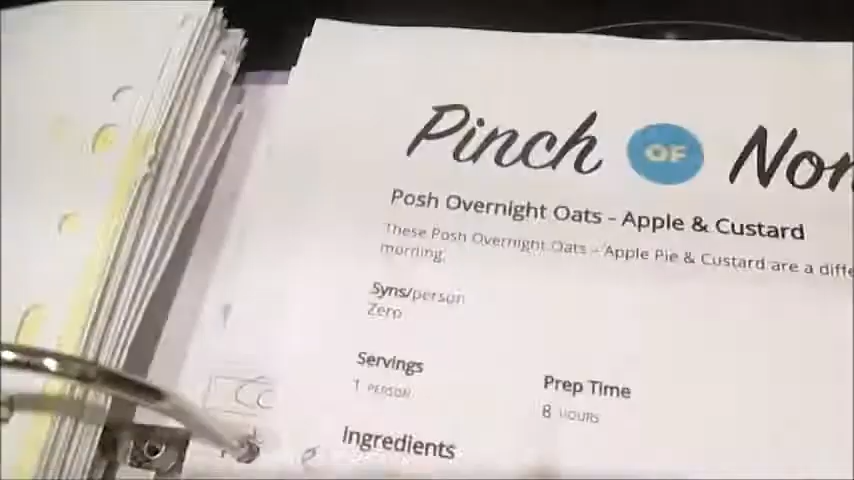 Pinch OF Non
Posh Overnight Oats - Apple & Custard
These Posh Overnight Oats - Apple Pie & Custard are a diffe
morning.
Syns/person
Zero
Servings
1 PERSON
Prep Time
8 HOURS
Ingredients